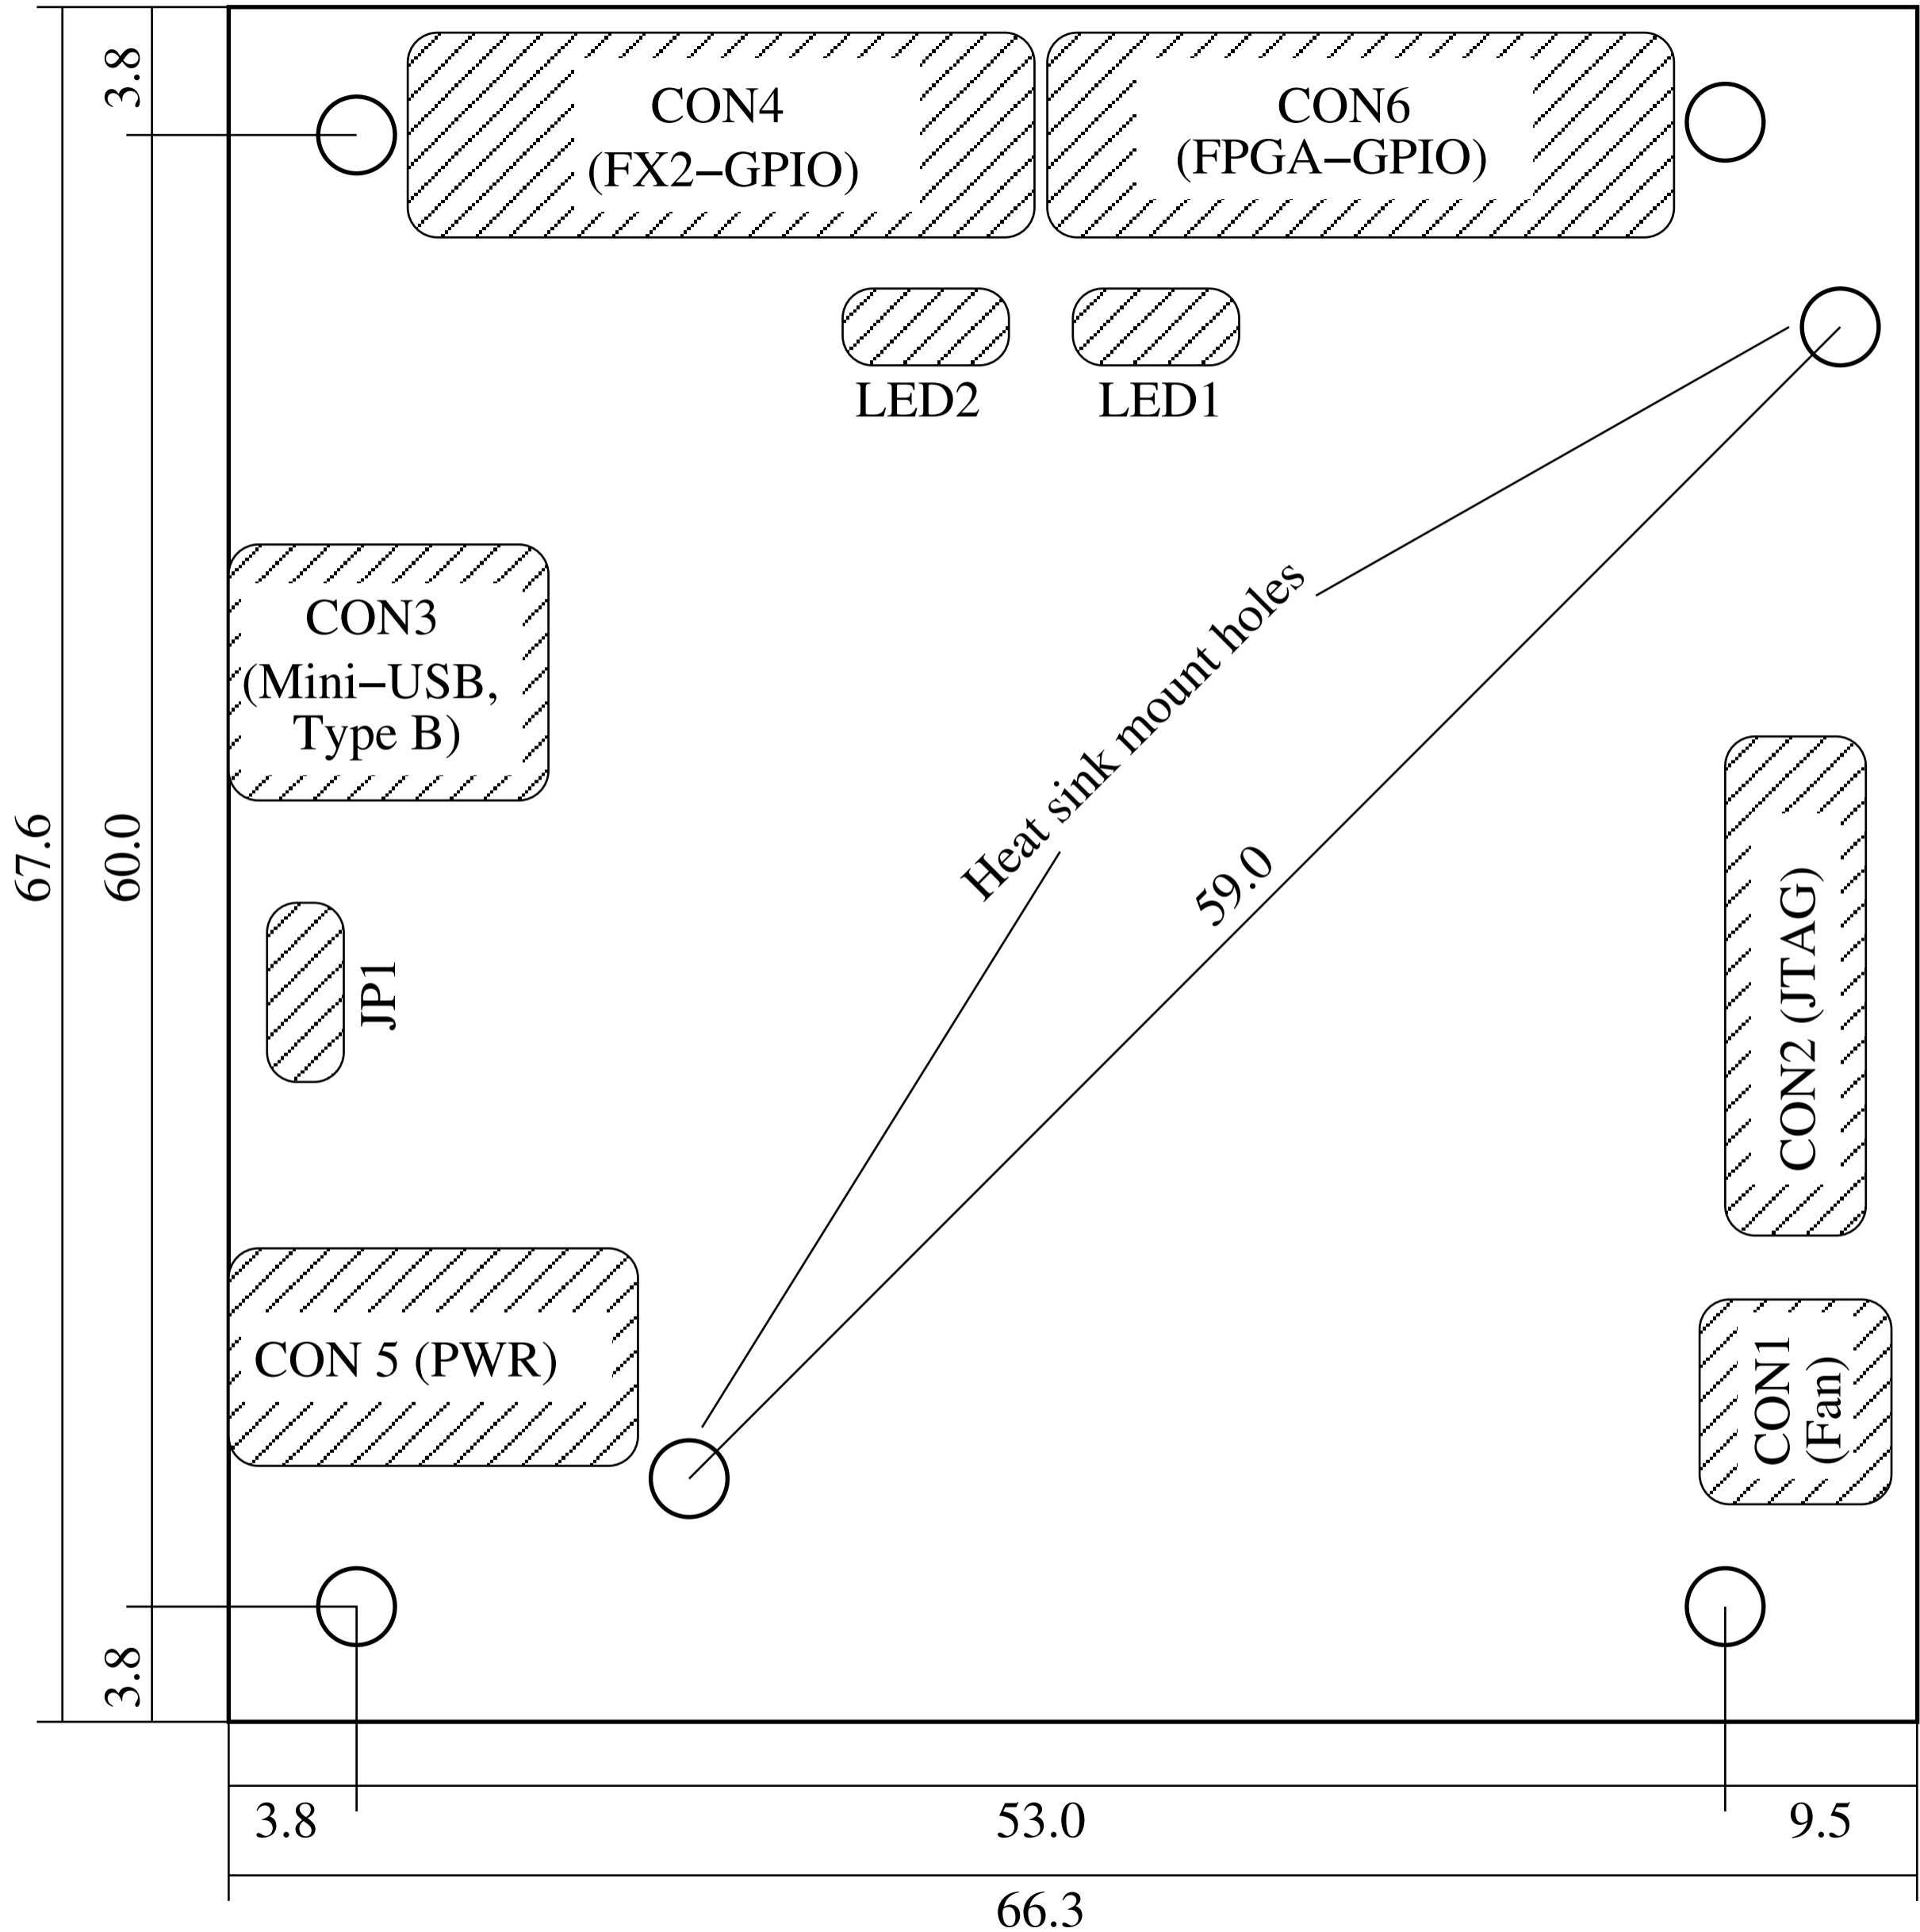 3.8
CON4
(FX2–GPIO)
CON6
(FPGA–GPIO)
LED2
LED1
CON3
(Mini–USB,
Type B)
Heat sink mount holes
59.0
67.6
60.0
JP1
CON2 (JTAG)
CON 5 (PWR)
CON1
(Fan)
3.8
3.8
53.0
9.5
66.3